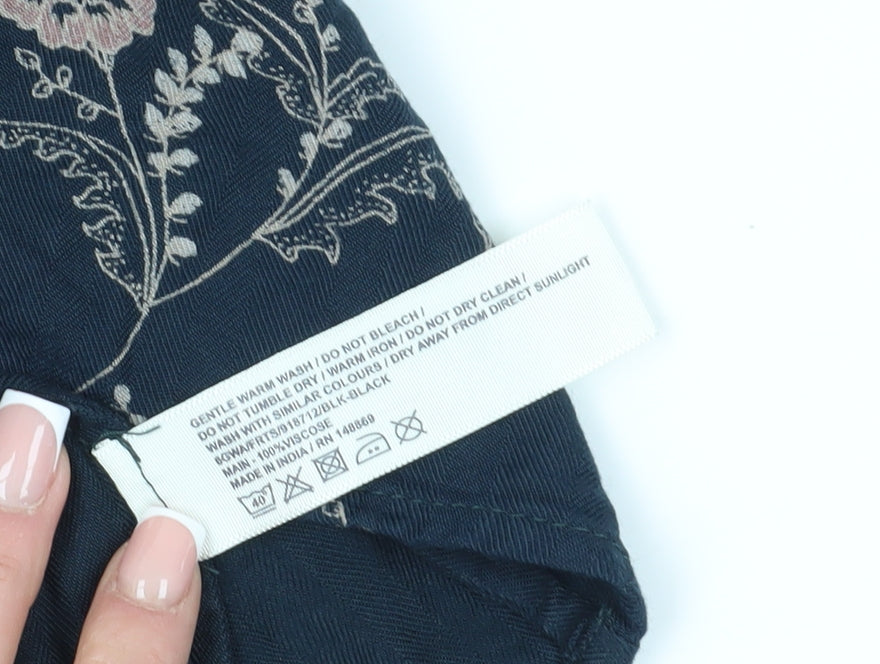 GENTLE WARM WASH / DO NOT BLEACH /
DO NOT TUMBLE DRY / WARM IRON / DO NOT DRY CLEAN /
WASH WITH SIMILAR COLOURS / DRY AWAY FROM DIRECT SUNLIGHT
6GWA/FRTS/918712/BLK-BLACK
MAIN - 100%VISCOSE
MADE IN INDIA / RN 148869
40°